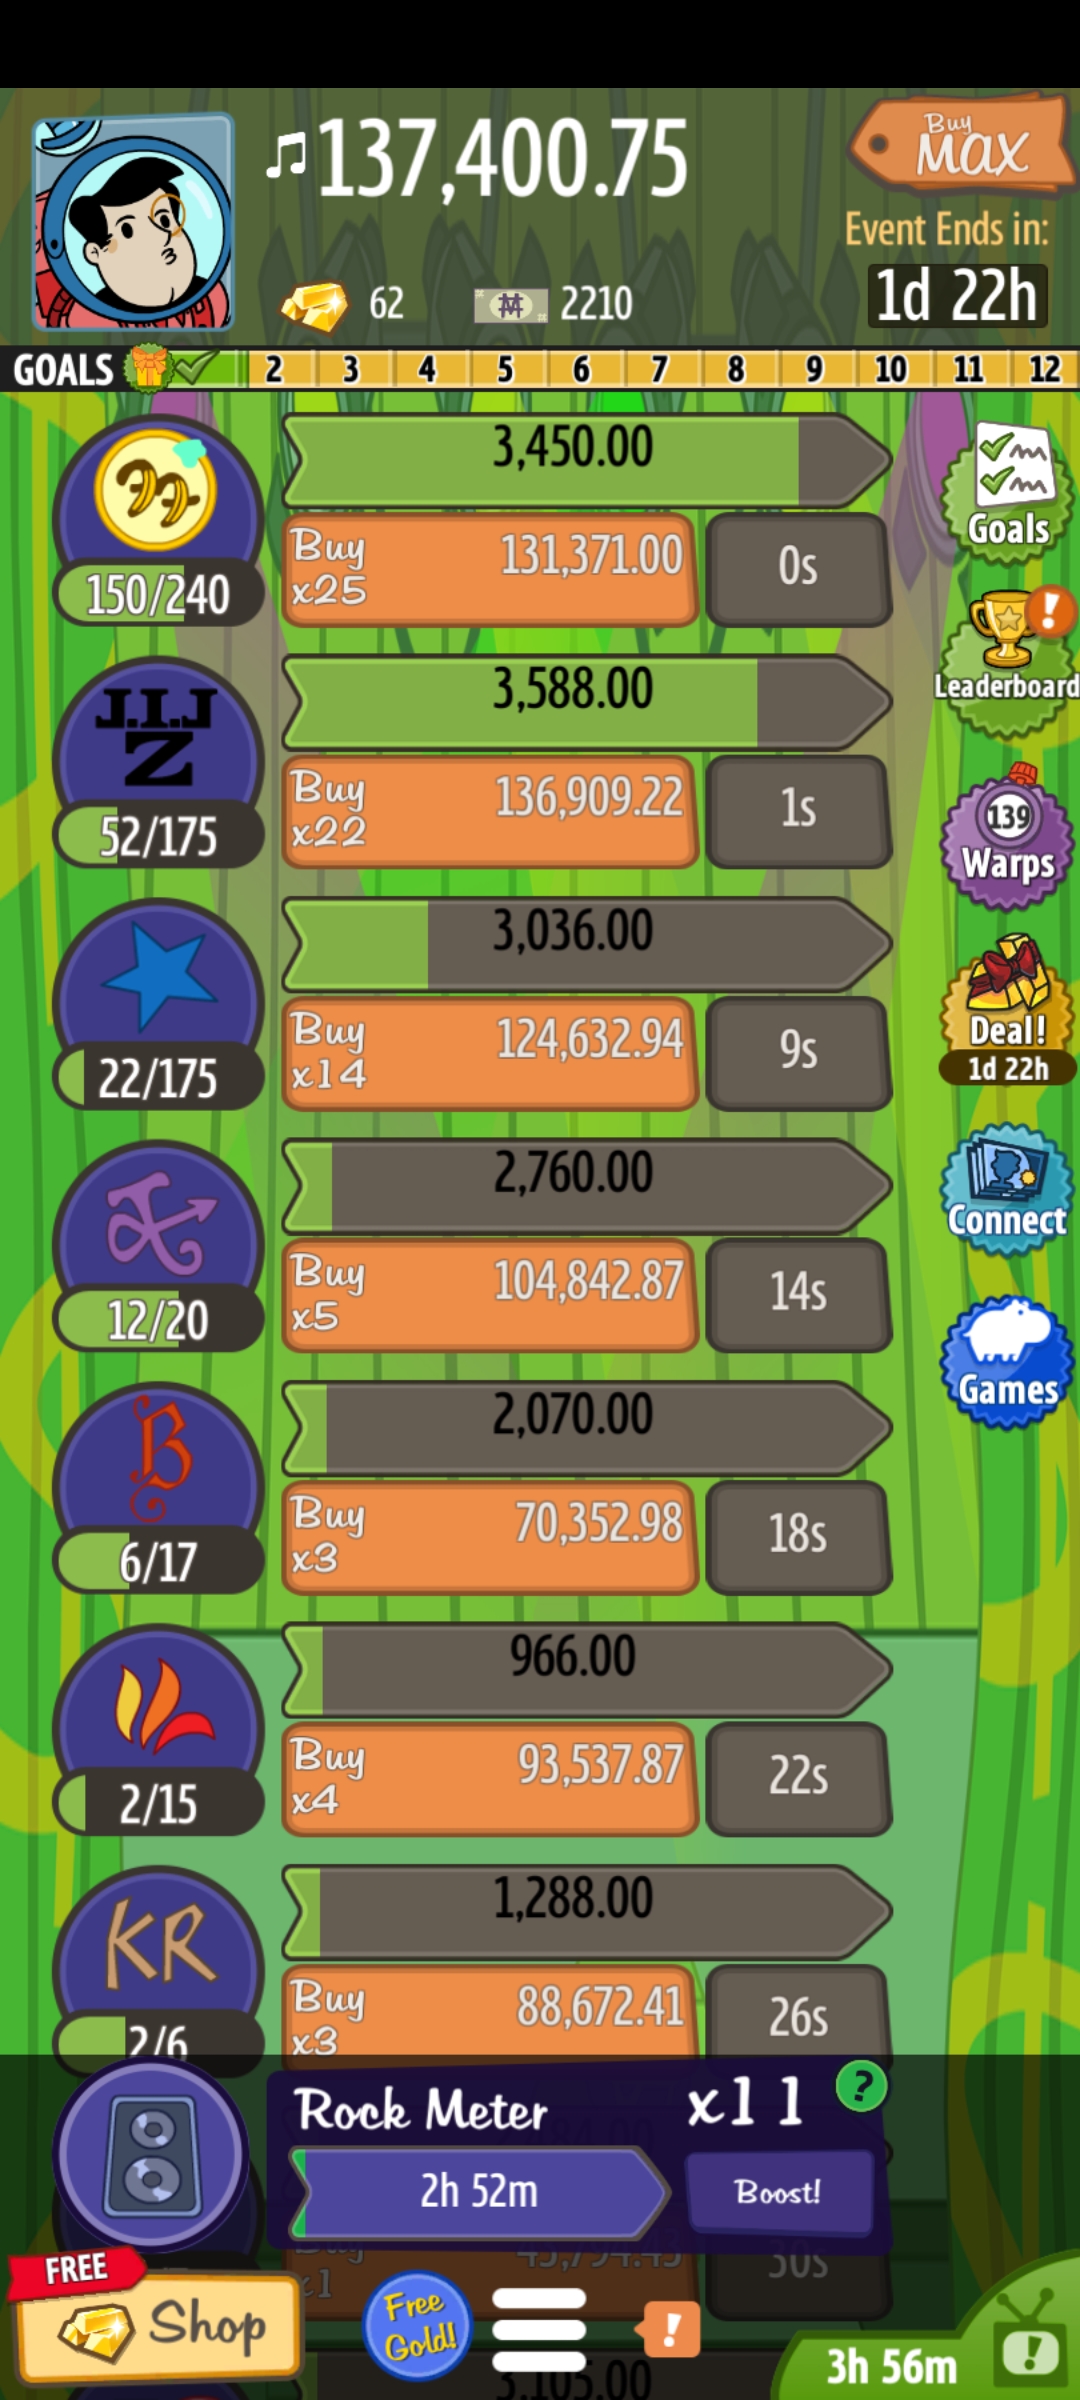 ♫137,400.75
Buy
MAX
Event Ends in:
1d 22h
62
2210
GOALS 2 3 4 5 6 7 8 9 10 11 12
3,450.00
150/240
Buy
x25
131,371.00
0s
Goals
J.I.J
Z
52/175
3,588.00
Buy
x22
136,909.22
1s
Leaderboard
139
Warps
22/175
3,036.00
Buy
x14
124,632.94
9s
Deal!
1d 22h
12/20
2,760.00
Buy
x5
104,842.87
14s
Connect
B
6/17
2,070.00
Buy
x3
70,352.98
18s
Games
2/15
966.00
Buy
x4
93,537.87
22s
KR
2/6
1,288.00
Buy
x3
88,672.41
26s
Rock Meter
x11
?
2h 52m
Boost!
30s
FREE
Shop
Free
Gold!
!
3,105.00
3h 56m
!